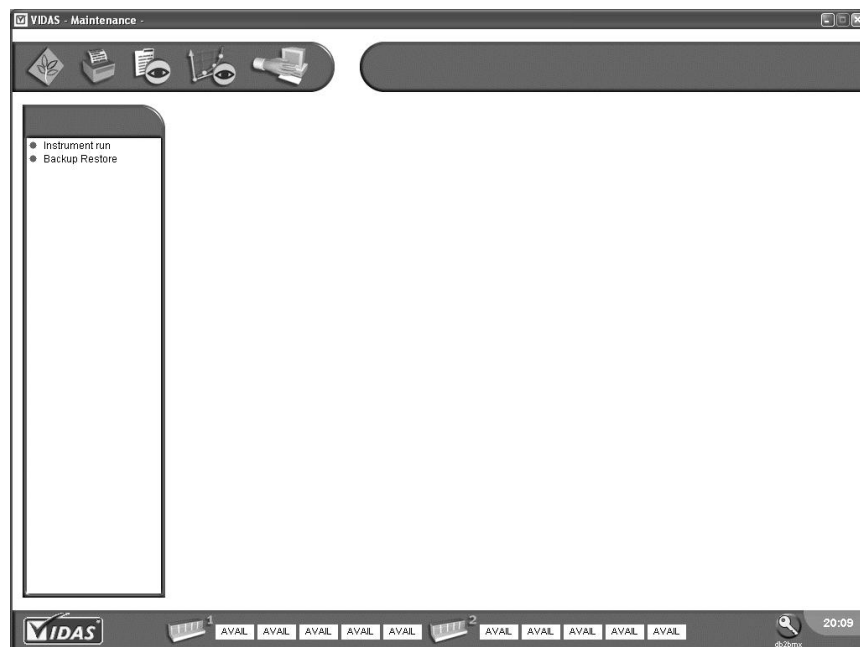 VIDAS - Maintenance -
Instrument run
Backup Restore
VIDAS
1
AVAIL AVAIL AVAIL AVAIL AVAIL
2
AVAIL AVAIL AVAIL AVAIL AVAIL
db2bmx
20:09